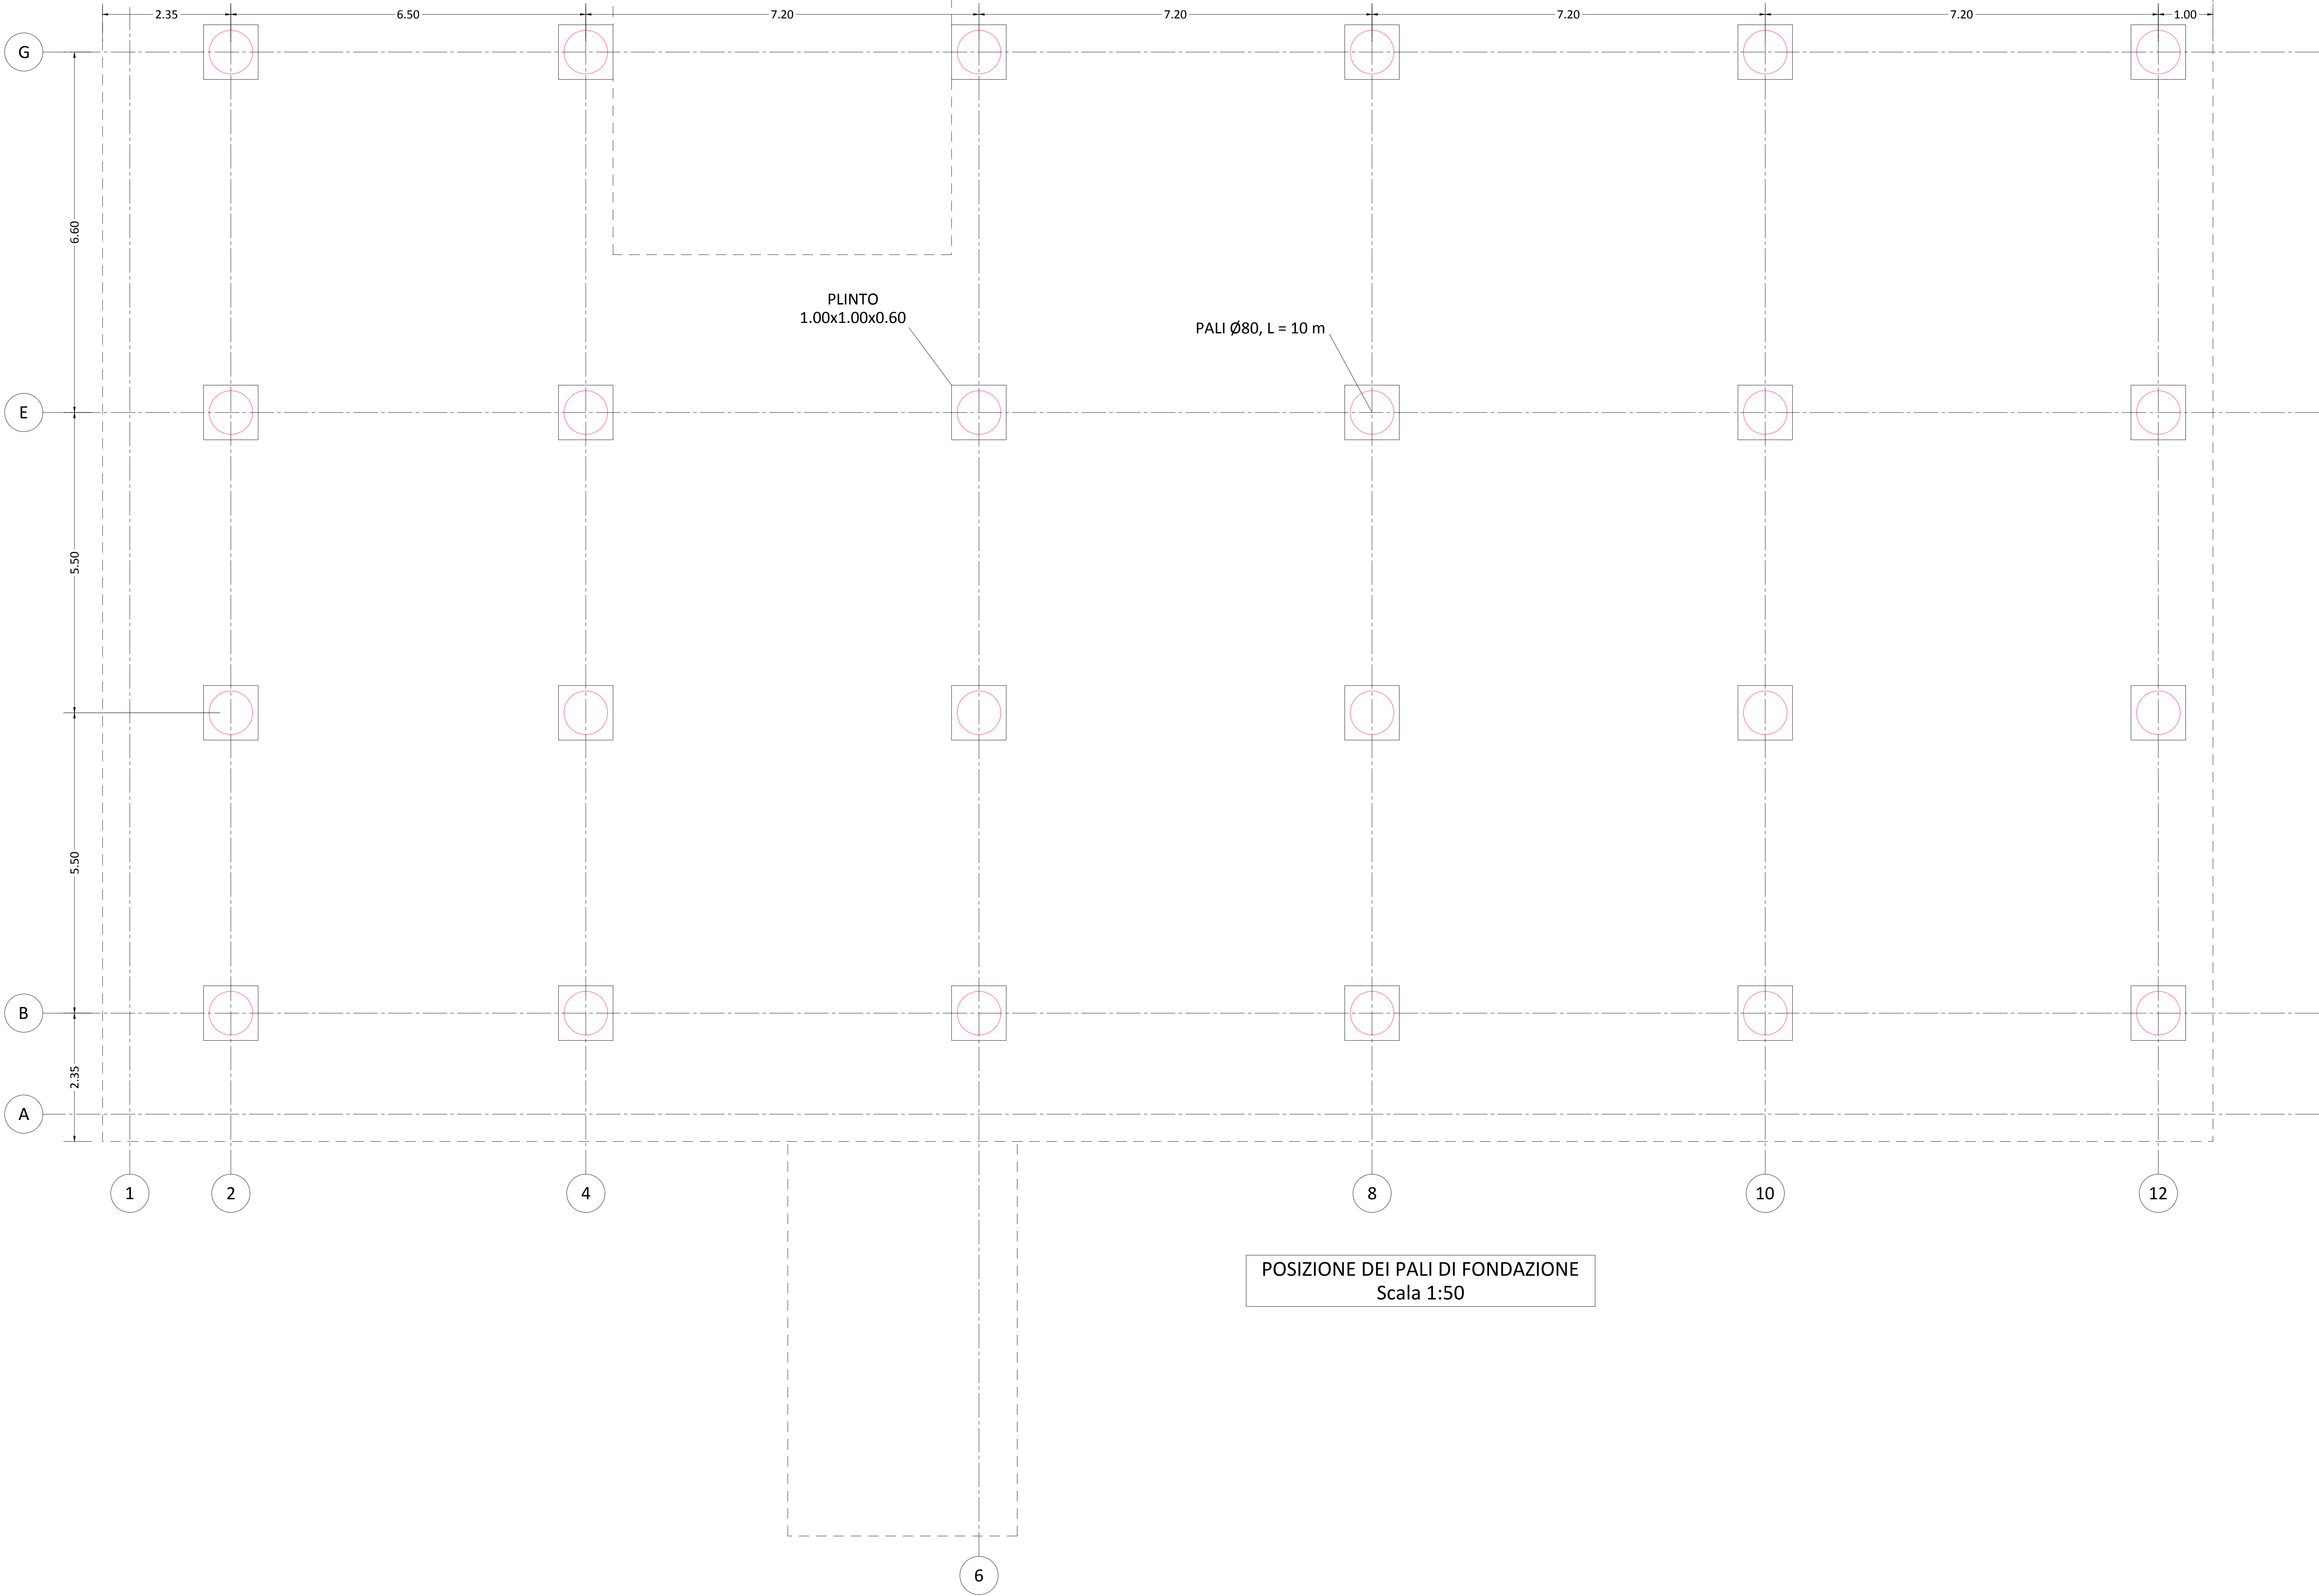 2.35
6.50
7.20
7.20
7.20
7.20
1.00
G
6.60
PLINTO
1.00x1.00x0.60
PALI Ø80, L = 10 m
E
5.50
5.50
B
2.35
A
1
2
4
8
10
12
POSIZIONE DEI PALI DI FONDAZIONE
Scala 1:50
6